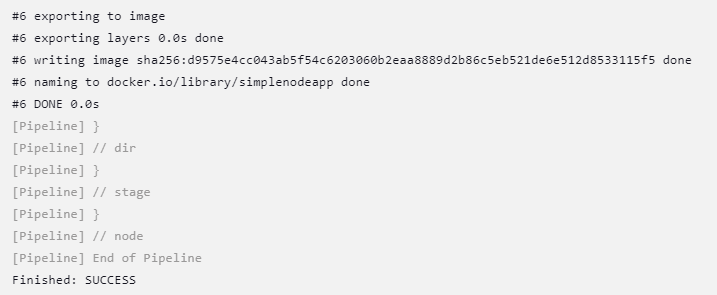 #6 exporting to image
#6 exporting layers 0.0s done
#6 writing image sha256:d9575e4cc043ab5f54c6203060b2eaa8889d2b86c5eb521de6e512d8533115f5 done
#6 naming to docker.io/library/simplenodeapp done
#6 DONE 0.0s
[Pipeline] }
[Pipeline] // dir
[Pipeline] }
[Pipeline] // stage
[Pipeline] }
[Pipeline] // node
[Pipeline] End of Pipeline
Finished: SUCCESS